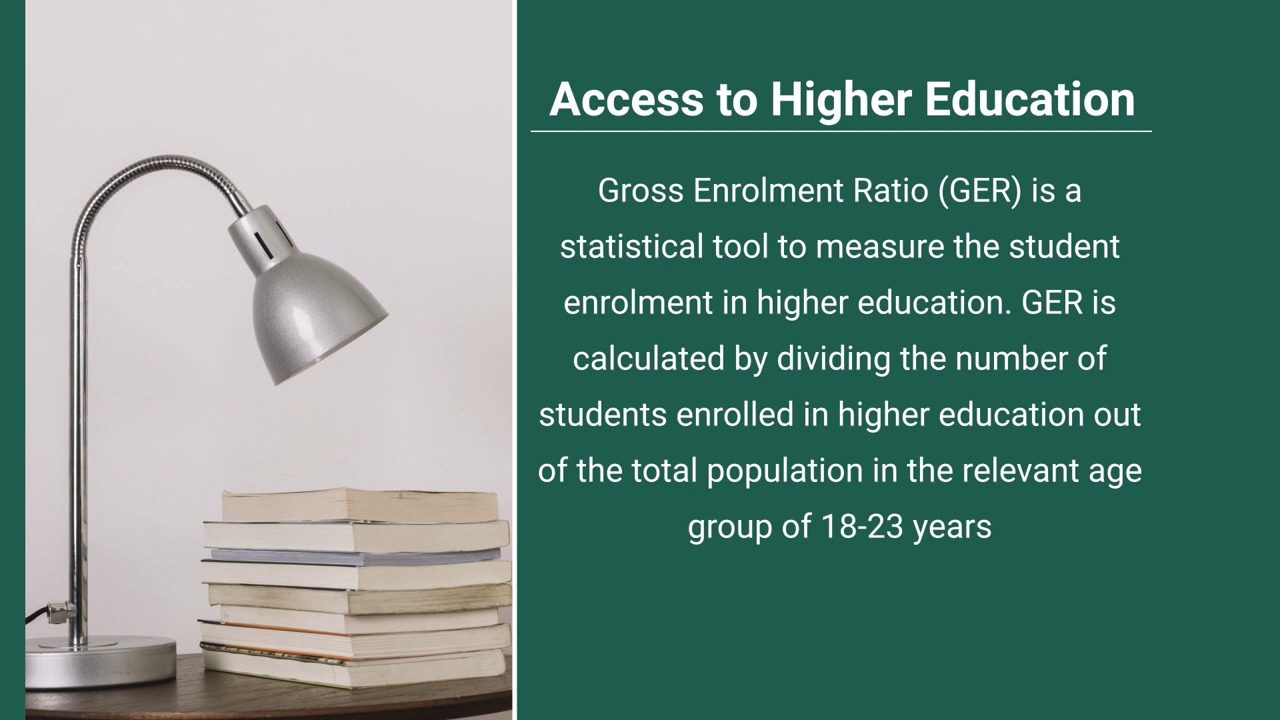 Access to Higher Education
Gross Enrolment Ratio (GER) is a
statistical tool to measure the student
enrolment in higher education. GER is
calculated by dividing the number of
students enrolled in higher education out
of the total population in the relevant age
group of 18-23 years